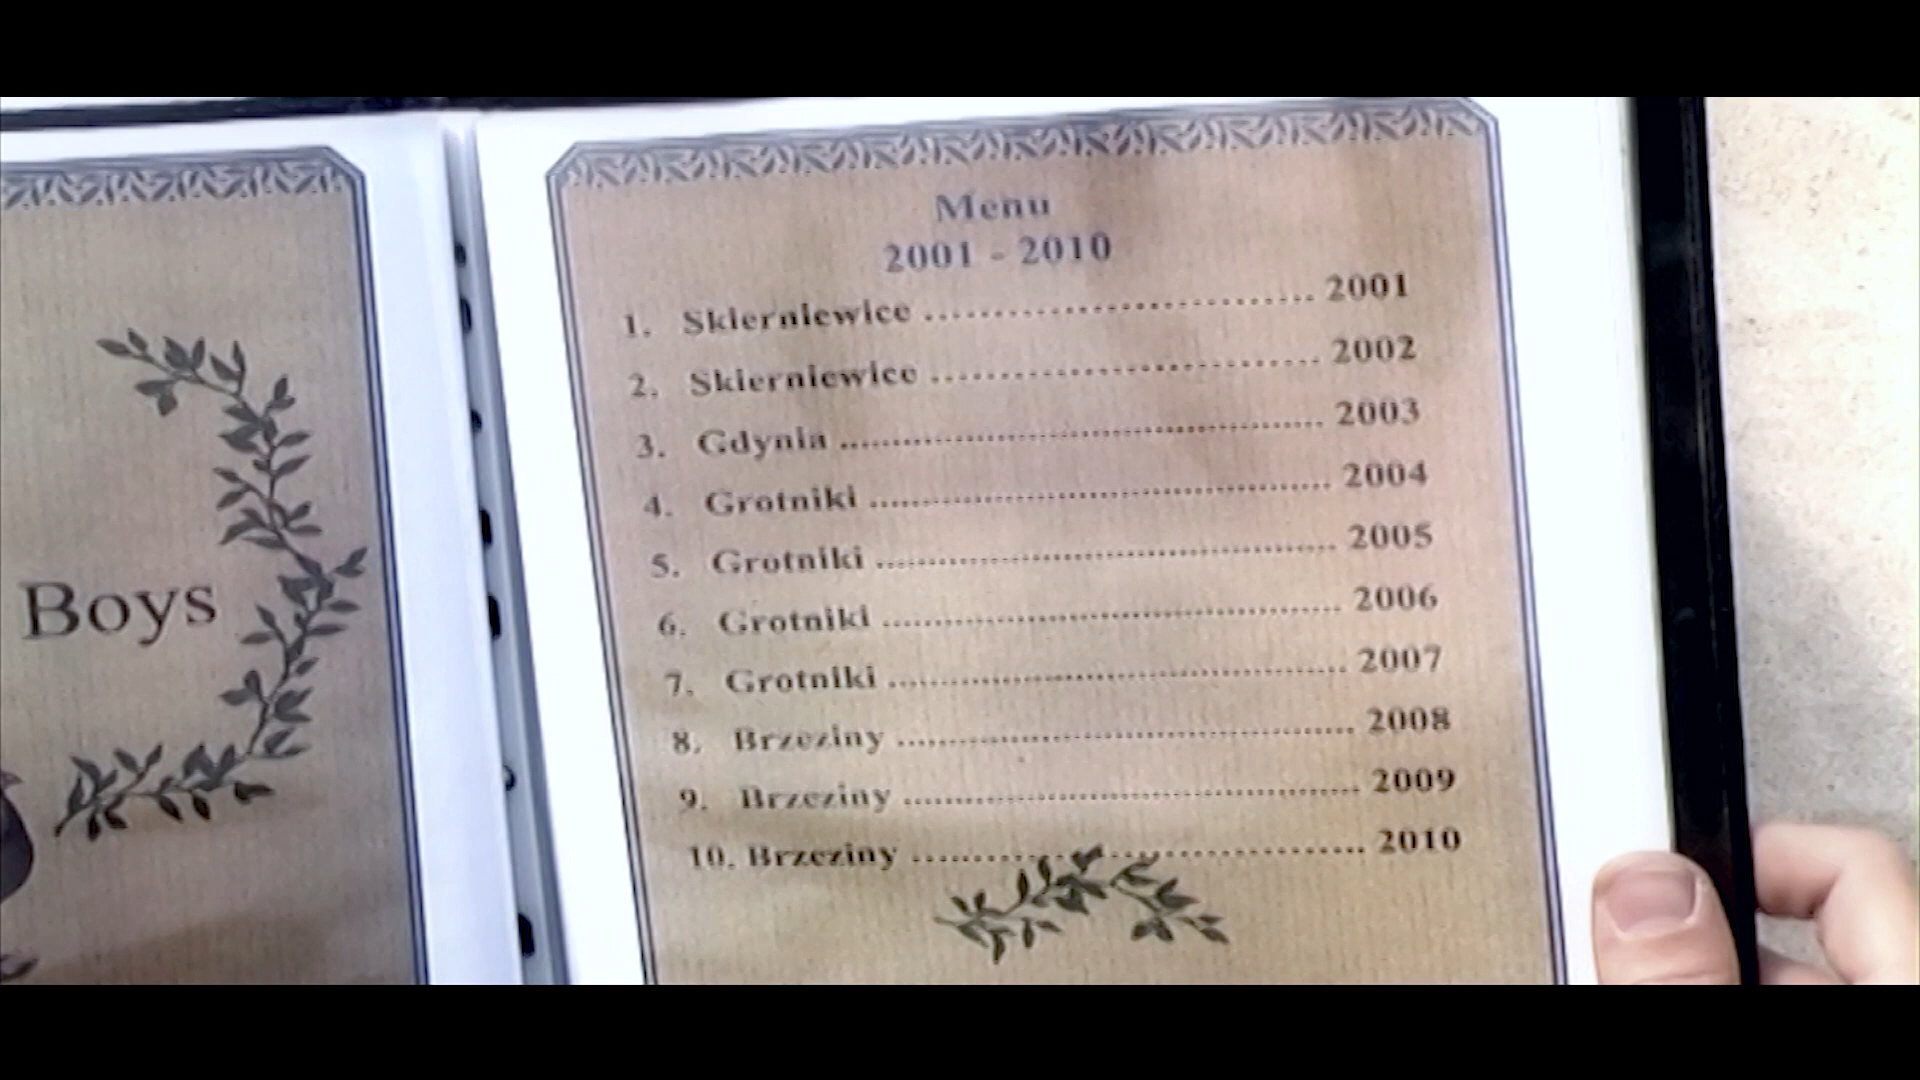 Boys
Menu
2001 - 2010
1. Skierniewice ........................................ 2001
2. Skierniewice ........................................ 2002
3. Gdynia ........................................ 2003
4. Grotniki ........................................ 2004
5. Grotniki ........................................ 2005
6. Grotniki ........................................ 2006
7. Grotniki ........................................ 2007
8. Brzeziny ........................................ 2008
9. Brzeziny ........................................ 2009
10. Brzeziny ........................................ 2010